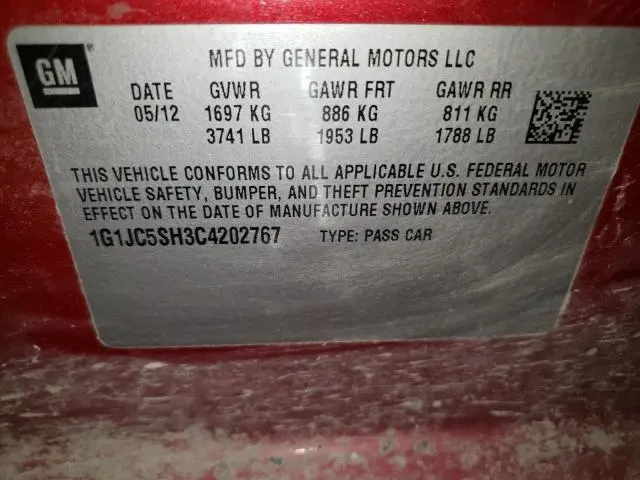 GM ®
MFD BY GENERAL MOTORS LLC
DATE GVWR GAWR FRT GAWR RR
05/12 1697 KG 886 KG 811 KG
3741 LB 1953 LB 1788 LB
THIS VEHICLE CONFORMS TO ALL APPLICABLE U.S. FEDERAL MOTOR
VEHICLE SAFETY, BUMPER, AND THEFT PREVENTION STANDARDS IN
EFFECT ON THE DATE OF MANUFACTURE SHOWN ABOVE.
1G1JC5SH3C4202767 TYPE: PASS CAR